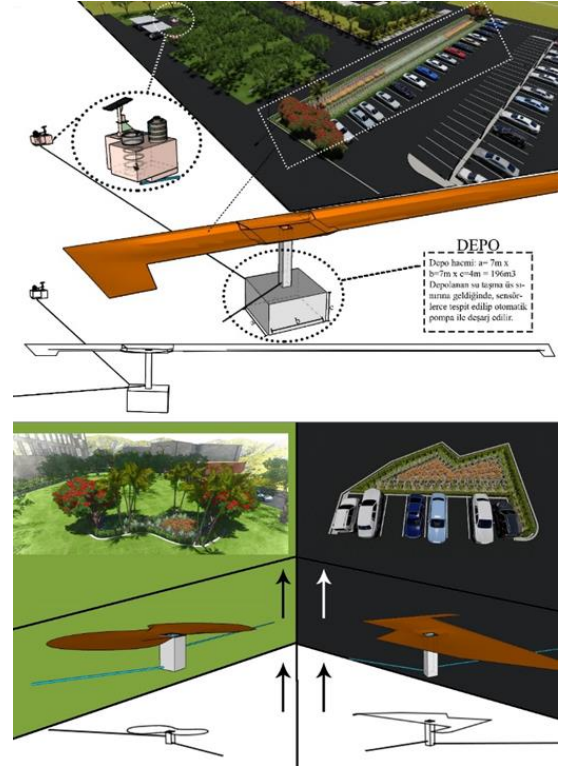 DEPO
Depo hacmi: a= 7m x
b=7m x c=4m = 196m3
Depolanan su taşma üs sı-
nırına geldiğinde, sensör-
lerce tespit edilip otomatik
pompa ile deşarj edilir.